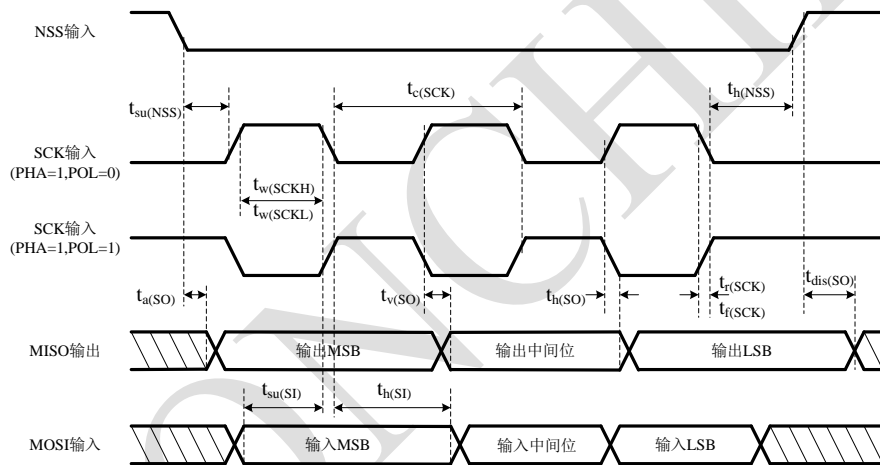 NSS输入
tsu(NSS)
tc(SCK)
th(NSS)
SCK输入
(PHA=1,POL=0)
tw(SCKH)
tw(SCKL)
SCK输入
(PHA=1,POL=1)
ta(SO)
tv(SO)
th(SO)
tr(SCK)
tf(SCK)
tdis(SO)
MISO输出
输出MSB
输出中间位
输出LSB
tsu(SI)
th(SI)
MOSI输入
输入MSB
输入中间位
输入LSB